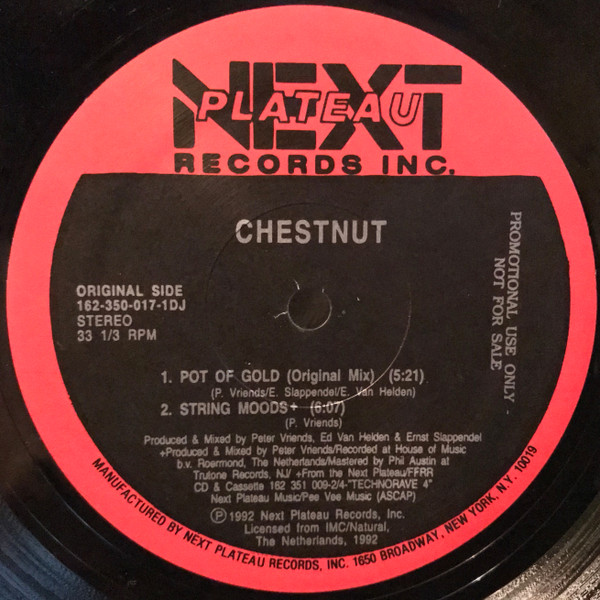 NEXT
PLATEAU
RECORDS INC.
CHESTNUT
ORIGINAL SIDE
162-350-017-1DJ
STEREO
33 1/3 RPM
PROMOTIONAL USE ONLY -
NOT FOR SALE
1. POT OF GOLD (Original Mix) (5:21)
(P. Vriends/E. Slappendel/E. Van Helden)
2. STRING MOODS+ (6:07)
(P. Vriends)
Produced & Mixed by Peter Vriends, Ed Van Helden & Ernst Slappendel
+Produced & Mixed by Peter Vriends/Recorded at House of Music
b.v. Roermond, The Netherlands/Mastered by Phil Austin at
Trutone Records, NJ/ +From the Next Plateau/FFRR
CD & Cassette 162 351 009-2/4-"TECHNORAVE 4"
Next Plateau Music/Pee Vee Music (ASCAP)
Ⓟ 1992 Next Plateau Records, Inc.
Licensed from IMC/Natural,
The Netherlands, 1992
MANUFACTURED BY NEXT PLATEAU RECORDS, INC. 1650 BROADWAY, NEW YORK, N.Y. 10019